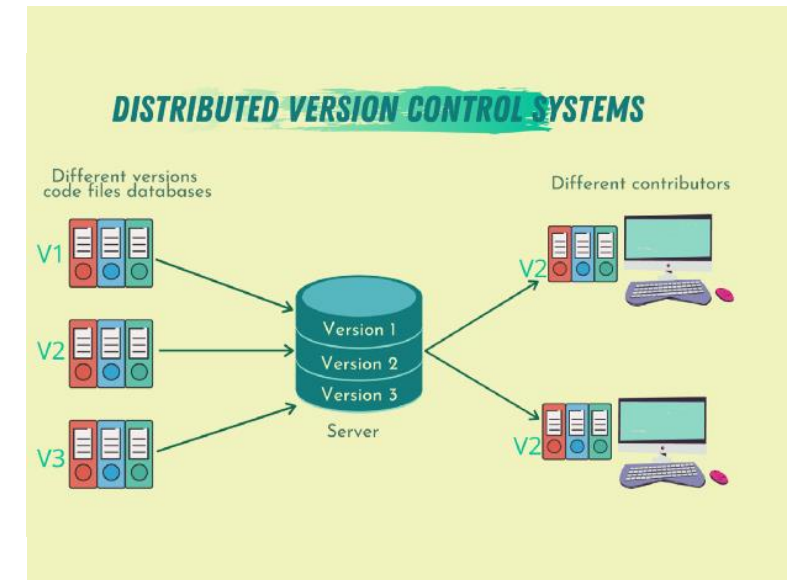 DISTRIBUTED VERSION CONTROL SYSTEMS
Different versions
code files databases
Different contributors
V1
V2
V3
Version 1
Version 2
Version 3
Server
V2
V2